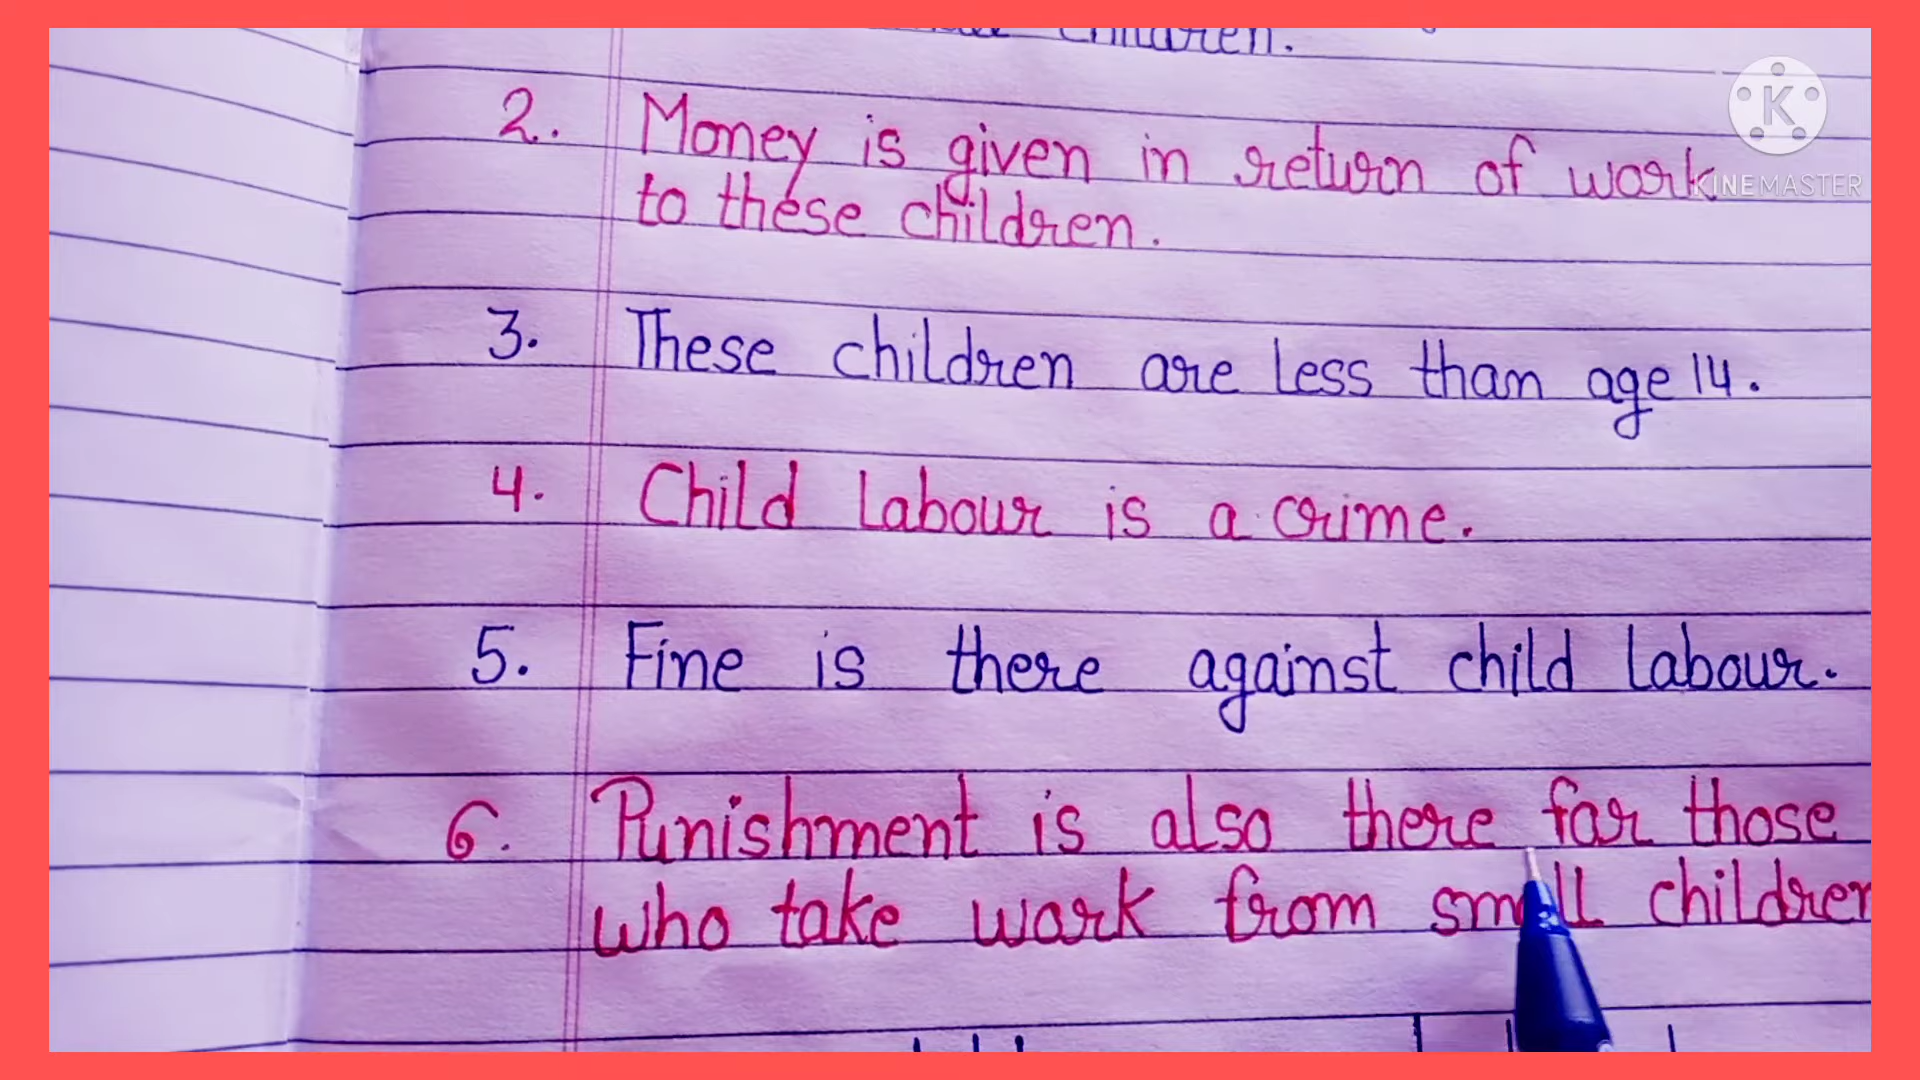 children.
2. Money is given in return of work
to these children.
3. These children are less than age 14.
4. Child labour is a crime.
5. Fine is there against child labour.
6. Punishment is also there for those
who take work from small children
K
KINEMASTER